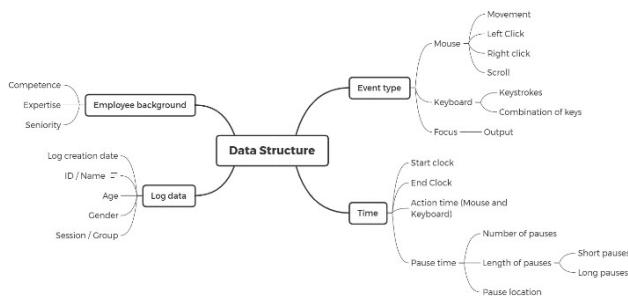 Data Structure
Employee background
Competence
Expertise
Seniority
Log data
Log creation date
ID / Name
Age
Gender
Session / Group
Event type
Mouse
Movement
Left Click
Right click
Scroll
Keyboard
Keystrokes
Combination of keys
Focus
Output
Time
Start clock
End Clock
Action time (Mouse and
Keyboard)
Pause time
Number of pauses
Length of pauses
Short pauses
Long pauses
Pause location